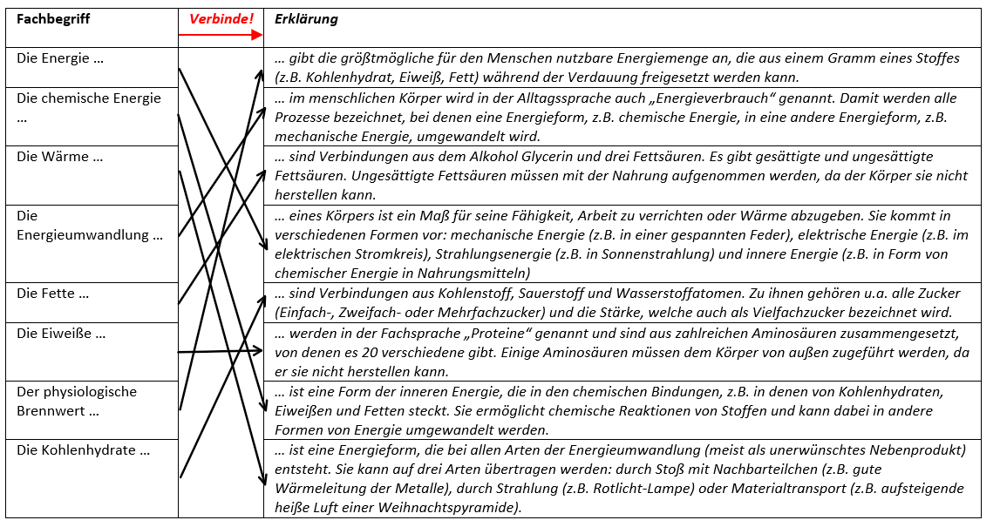 Fachbegriff
Verbinde!
Erklärung
Die Energie …
… gibt die größtmögliche für den Menschen nutzbare Energiemenge an, die aus einem Gramm eines Stoffes
(z.B. Kohlenhydrat, Eiweiß, Fett) während der Verdauung freigesetzt werden kann.
Die chemische Energie
…
… im menschlichen Körper wird in der Alltagssprache auch „Energieverbrauch“ genannt. Damit werden alle
Prozesse bezeichnet, bei denen eine Energieform, z.B. chemische Energie, in eine andere Energieform, z.B.
mechanische Energie, umgewandelt wird.
Die Wärme …
… sind Verbindungen aus dem Alkohol Glycerin und drei Fettsäuren. Es gibt gesättigte und ungesättigte
Fettsäuren. Ungesättigte Fettsäuren müssen mit der Nahrung aufgenommen werden, da der Körper sie nicht
herstellen kann.
Die
Energieumwandlung …
… eines Körpers ist ein Maß für seine Fähigkeit, Arbeit zu verrichten oder Wärme abzugeben. Sie kommt in
verschiedenen Formen vor: mechanische Energie (z.B. in einer gespannten Feder), elektrische Energie (z.B. im
elektrischen Stromkreis), Strahlungsenergie (z.B. in Sonnenstrahlung) und innere Energie (z.B. in Form von
chemischer Energie in Nahrungsmitteln)
Die Fette …
… sind Verbindungen aus Kohlenstoff, Sauerstoff und Wasserstoffatomen. Zu ihnen gehören u.a. alle Zucker
(Einfach-, Zweifach- oder Mehrfachzucker) und die Stärke, welche auch als Vielfachzucker bezeichnet wird.
Die Eiweiße …
… werden in der Fachsprache „Proteine“ genannt und sind aus zahlreichen Aminosäuren zusammengesetzt,
von denen es 20 verschiedene gibt. Einige Aminosäuren müssen dem Körper von außen zugeführt werden, da
er sie nicht herstellen kann.
Der physiologische
Brennwert …
… ist eine Form der inneren Energie, die in den chemischen Bindungen, z.B. in denen von Kohlenhydraten,
Eiweißen und Fetten steckt. Sie ermöglicht chemische Reaktionen von Stoffen und kann dabei in andere
Formen von Energie umgewandelt werden.
Die Kohlenhydrate …
… ist eine Energieform, die bei allen Arten der Energieumwandlung (meist als unerwünschtes Nebenprodukt)
entsteht. Sie kann auf drei Arten übertragen werden: durch Stoß mit Nachbarteilchen (z.B. gute
Wärmeleitung der Metalle), durch Strahlung (z.B. Rotlicht-Lampe) oder Materialtransport (z.B. aufsteigende
heiße Luft einer Weihnachtspyramide).